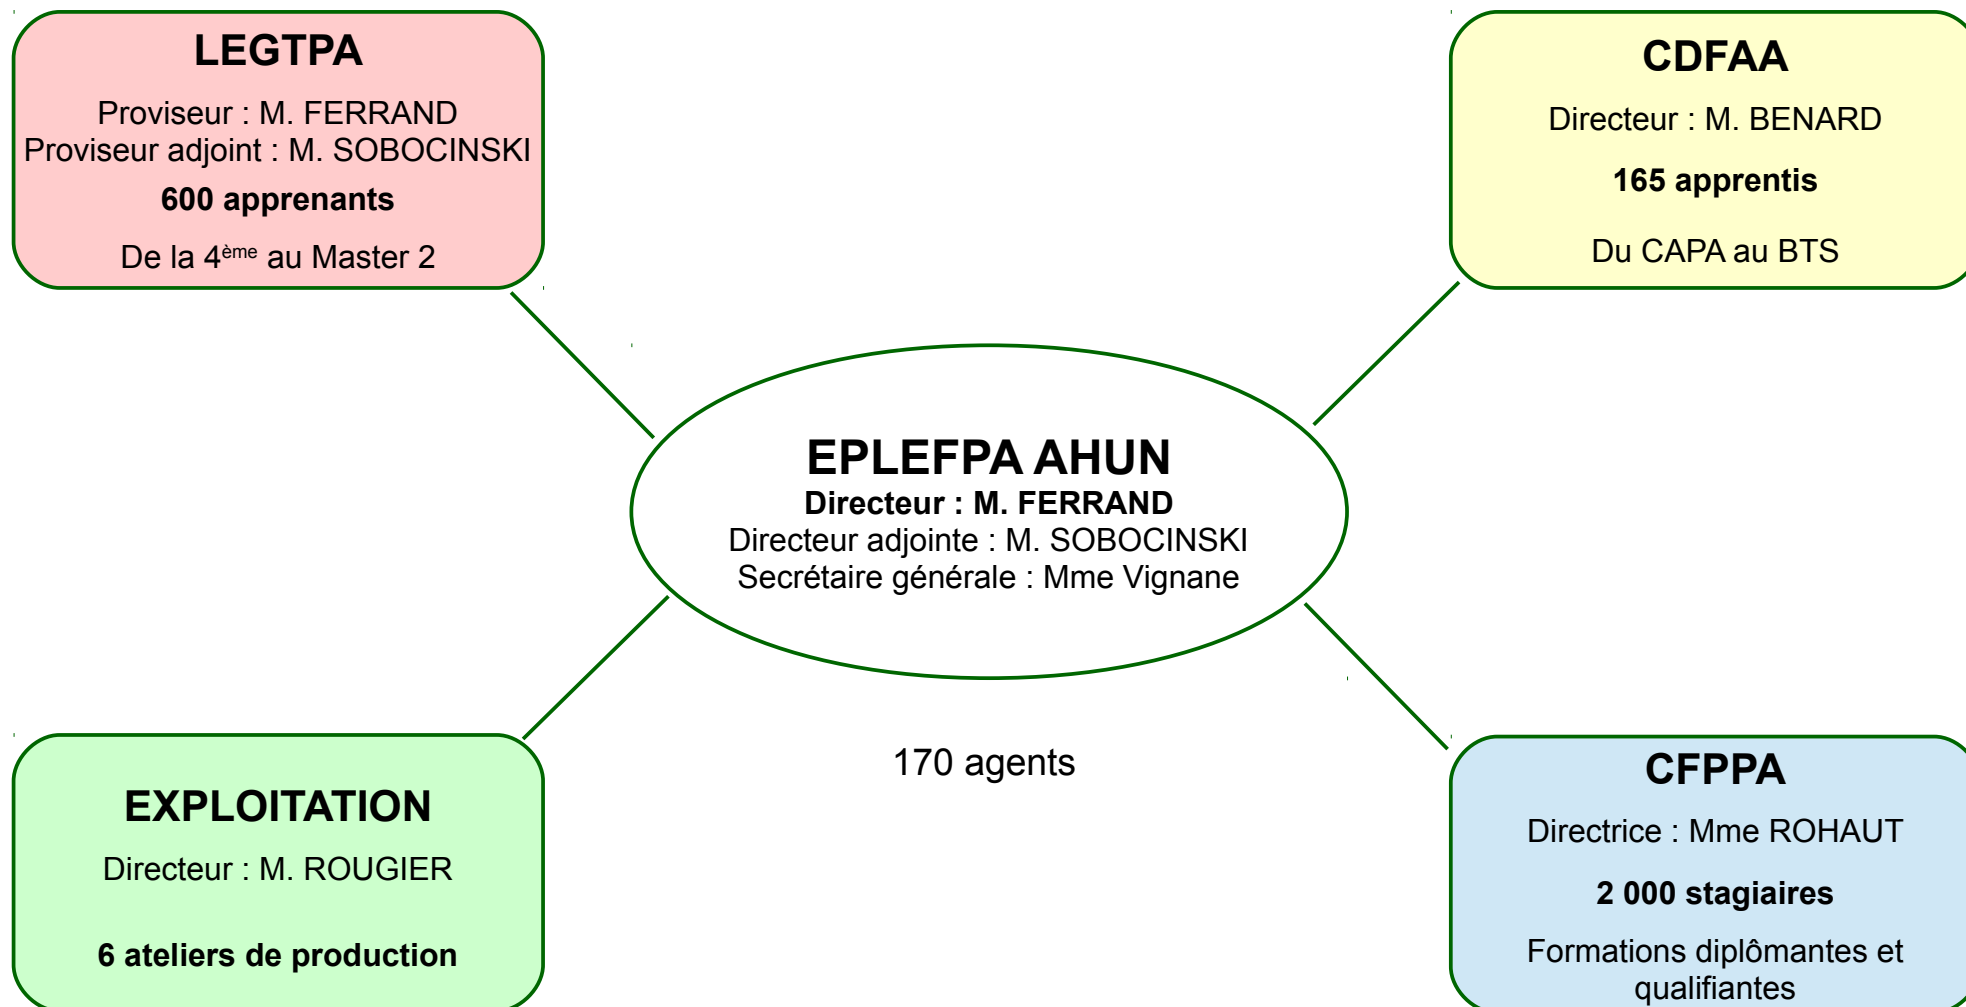 LEGTPA
Proviseur : M. FERRAND
Proviseur adjoint : M. SOBOCINSKI
600 apprenants
De la 4ème au Master 2
CDFAA
Directeur : M. BENARD
165 apprentis
Du CAPA au BTS
EPLEFPA AHUN
Directeur : M. FERRAND
Directeur adjointe : M. SOBOCINSKI
Secrétaire générale : Mme Vignane
170 agents
EXPLOITATION
Directeur : M. ROUGIER
6 ateliers de production
CFPPA
Directrice : Mme ROHAUT
2 000 stagiaires
Formations diplômantes et
qualifiantes